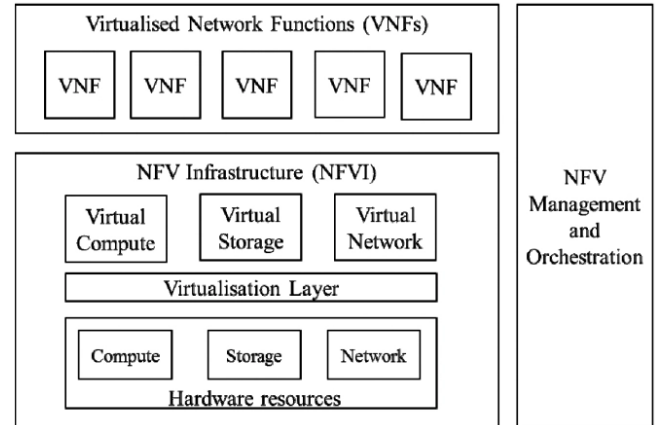 Virtualised Network Functions (VNFs)
VNF
VNF
VNF
VNF
VNF
NFV Infrastructure (NFVI)
Virtual
Compute
Virtual
Storage
Virtual
Network
Virtualisation Layer
Compute
Storage
Network
Hardware resources
NFV
Management
and
Orchestration